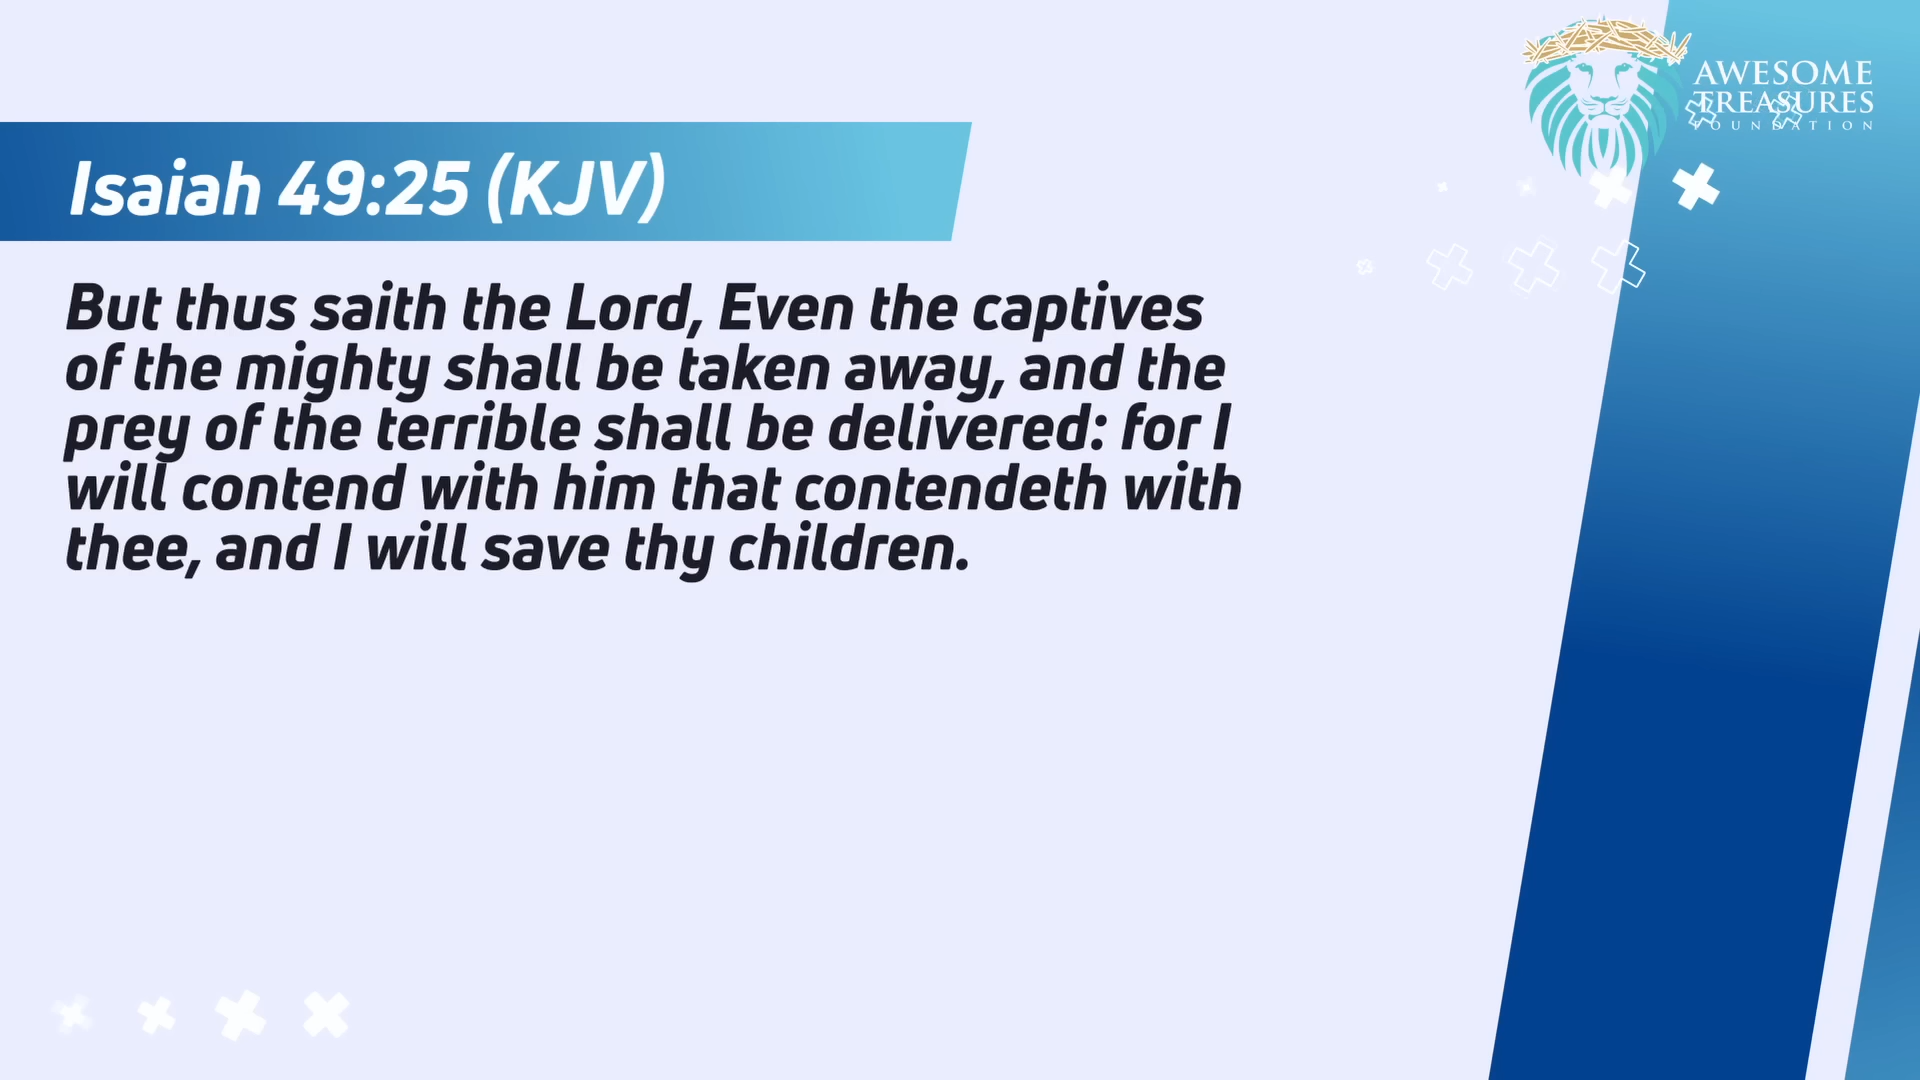 AWESOME
TREASURES
FOUNDATION
Isaiah 49:25 (KJV)
But thus saith the Lord, Even the captives
of the mighty shall be taken away, and the
prey of the terrible shall be delivered: for I
will contend with him that contendeth with
thee, and I will save thy children.